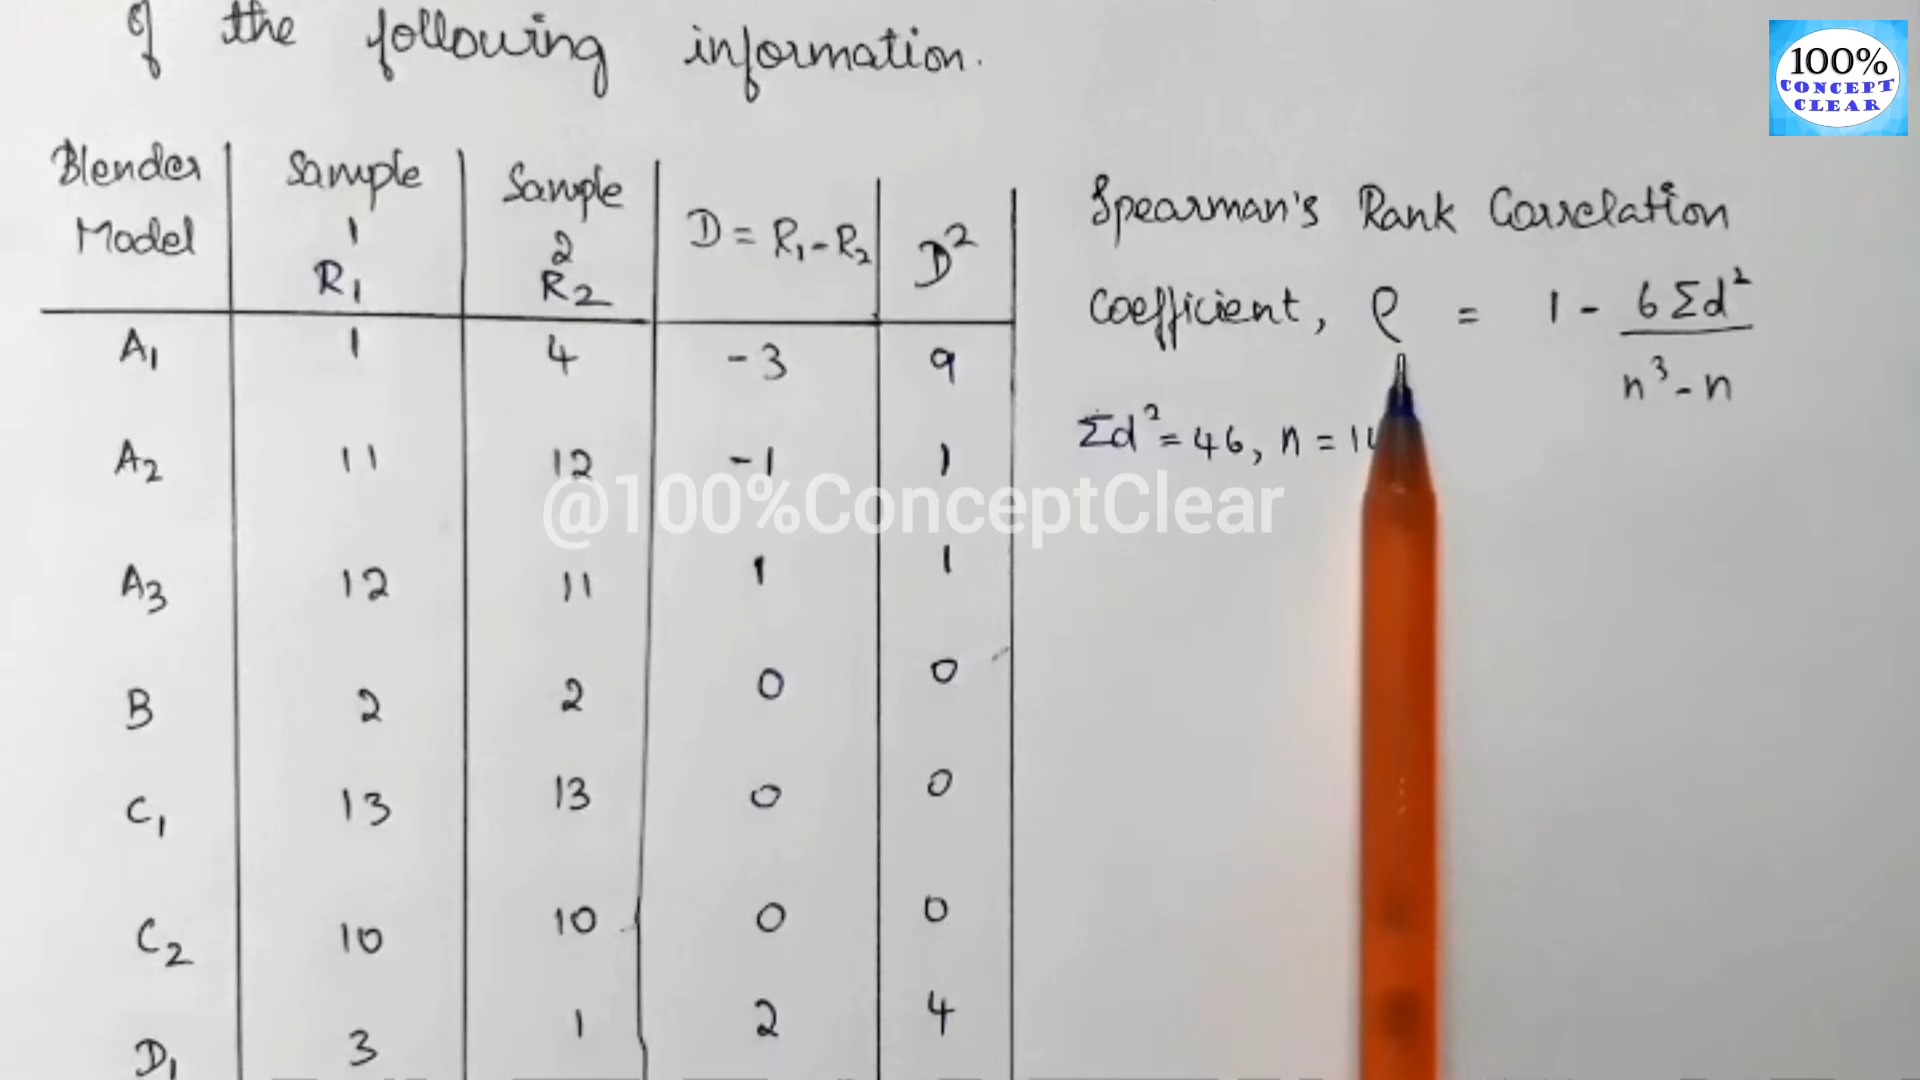 of the following information.
100%
CONCEPT
CLEAR
Blender Model | Sample 1 R₁ | Sample 2 R₂ | D = R₁ - R₂ | D²
A₁ 1 4 -3 9
A₂ 11 12 -1 1
A₃ 12 11 1 1
B 2 2 0 0
C₁ 13 13 0 0
C₂ 10 10 0 0
D₁ 3 1 2 4
Spearman's Rank Correlation
Coefficient, ρ = 1 - 6Σd² / n³ - n
Σd² = 46, n =
@100%ConceptClear